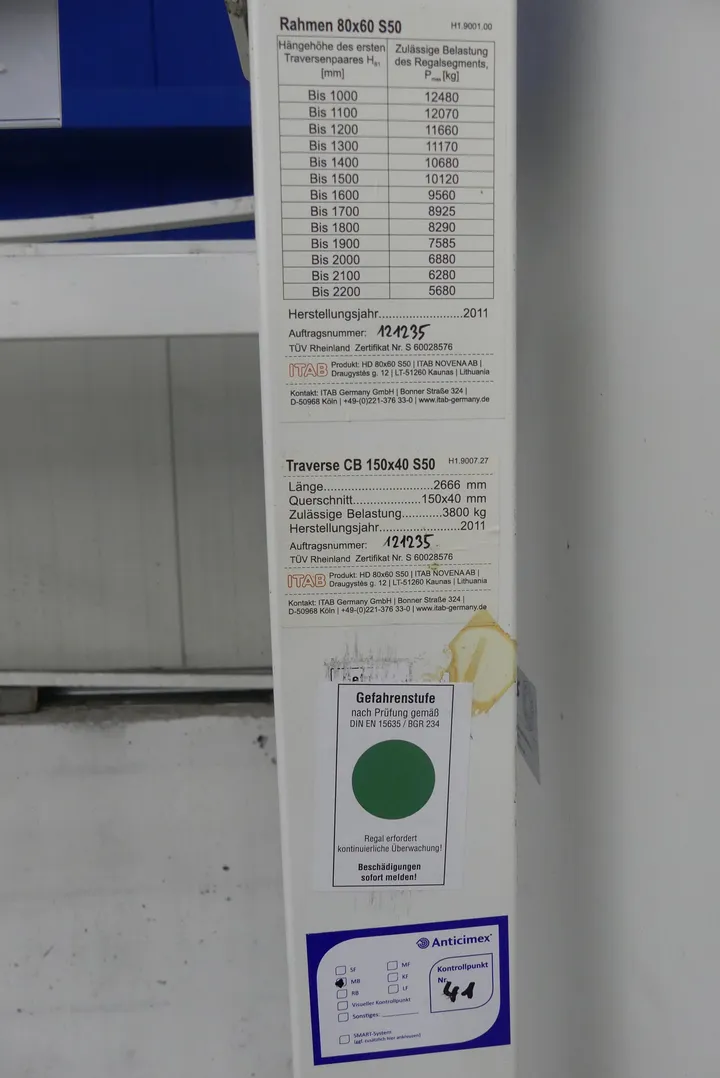 Rahmen 80x60 S50 H1.9001.00
Hängehöhe des ersten Traversenpaares H [mm] Zulässige Belastung des Regalsegments, P [kg]
Bis 1000 12480
Bis 1100 12070
Bis 1200 11660
Bis 1300 11170
Bis 1400 10680
Bis 1500 10120
Bis 1600 9560
Bis 1700 8925
Bis 1800 8290
Bis 1900 7585
Bis 2000 6880
Bis 2100 6280
Bis 2200 5680
Herstellungsjahr.........................2011
Auftragsnummer: 121235
TÜV Rheinland Zertifikat Nr. S 60028576
ITAB Produkt: HD 80x60 S50 | ITAB NOVENA AB |
Draugystės g. 12 | LT-51260 Kaunas | Lithuania
Kontakt: ITAB Germany GmbH | Bonner Straße 324 |
D-50968 Köln | +49-(0)221-376 33-0 | www.itab-germany.de
Traverse CB 150x40 S50 H1.9007.27
Länge.................................2666 mm
Querschnitt....................150x40 mm
Zulässige Belastung............3800 kg
Herstellungsjahr........................2011
Auftragsnummer: 121235
TÜV Rheinland Zertifikat Nr. S 60028576
ITAB Produkt: HD 80x60 S50 | ITAB NOVENA AB |
Draugystės g. 12 | LT-51260 Kaunas | Lithuania
Kontakt: ITAB Germany GmbH | Bonner Straße 324 |
D-50968 Köln | +49-(0)221-376 33-0 | www.itab-germany.de
Gefahrenstufe
nach Prüfung gemäß
DIN EN 15635 / BGR 234
Regal erfordert
kontinuierliche Überwachung!
Beschädigungen
sofort melden!
Anticimex
SF MF
MB KF
RB LF
Visueller Kontrollpunkt
Sonstiges:
SMART-System
(ggf. zusätzlich hier ankreuzen)
Kontrollpunkt
Nr. 41